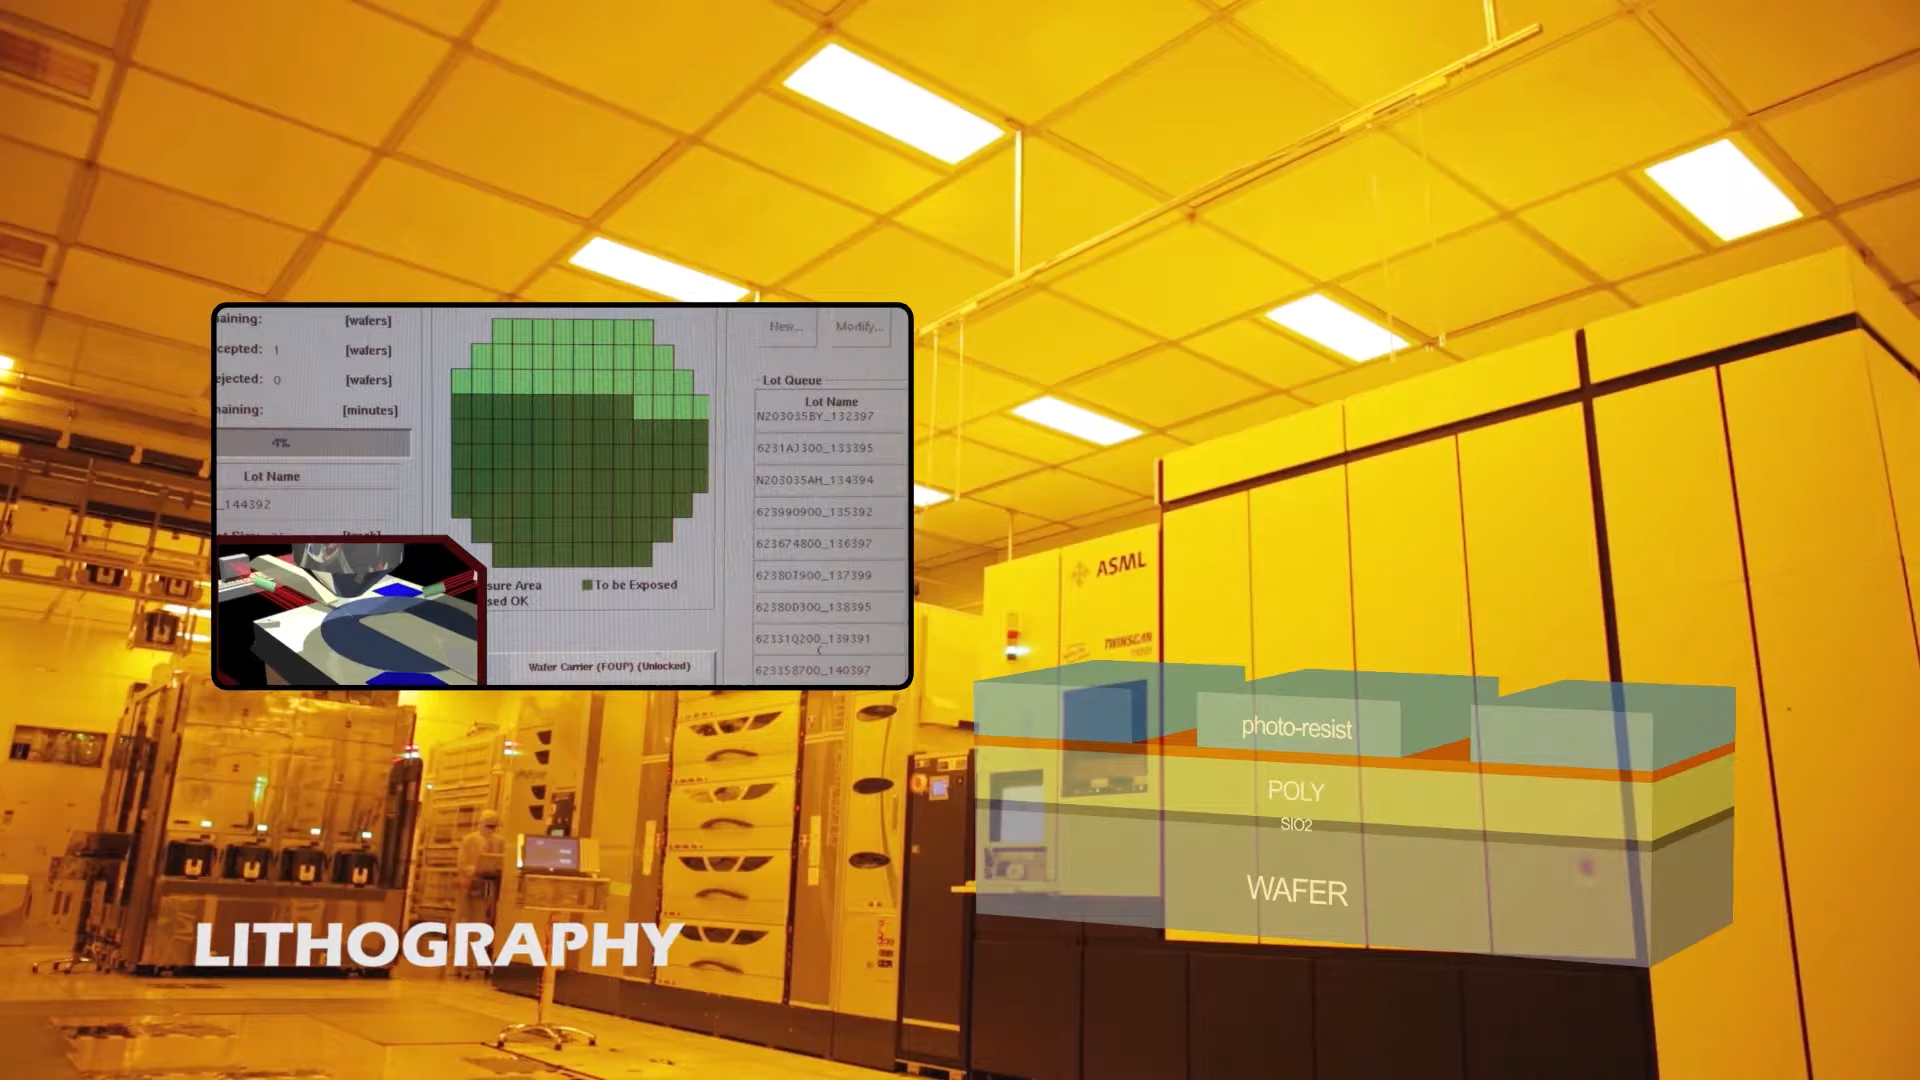 aining: [wafers]
cepted: 1 [wafers]
ejected: 0 [wafers]
aining: [minutes]
4%
Lot Name
_144392
sure Area
sed OK
To be Exposed
Wafer Carrier (FOUP) (Unlocked)
New...
Modify...
Lot Queue
Lot Name
N203035BY_132397
6231AJ300_133395
N203035AH_134394
623990900_135392
623674800_136397
62380T900_137399
62380D300_138395
62331Q200_139391
623358700_140397
ASML
TWINSCAN
photo-resist
POLY
SIO2
WAFER
LITHOGRAPHY